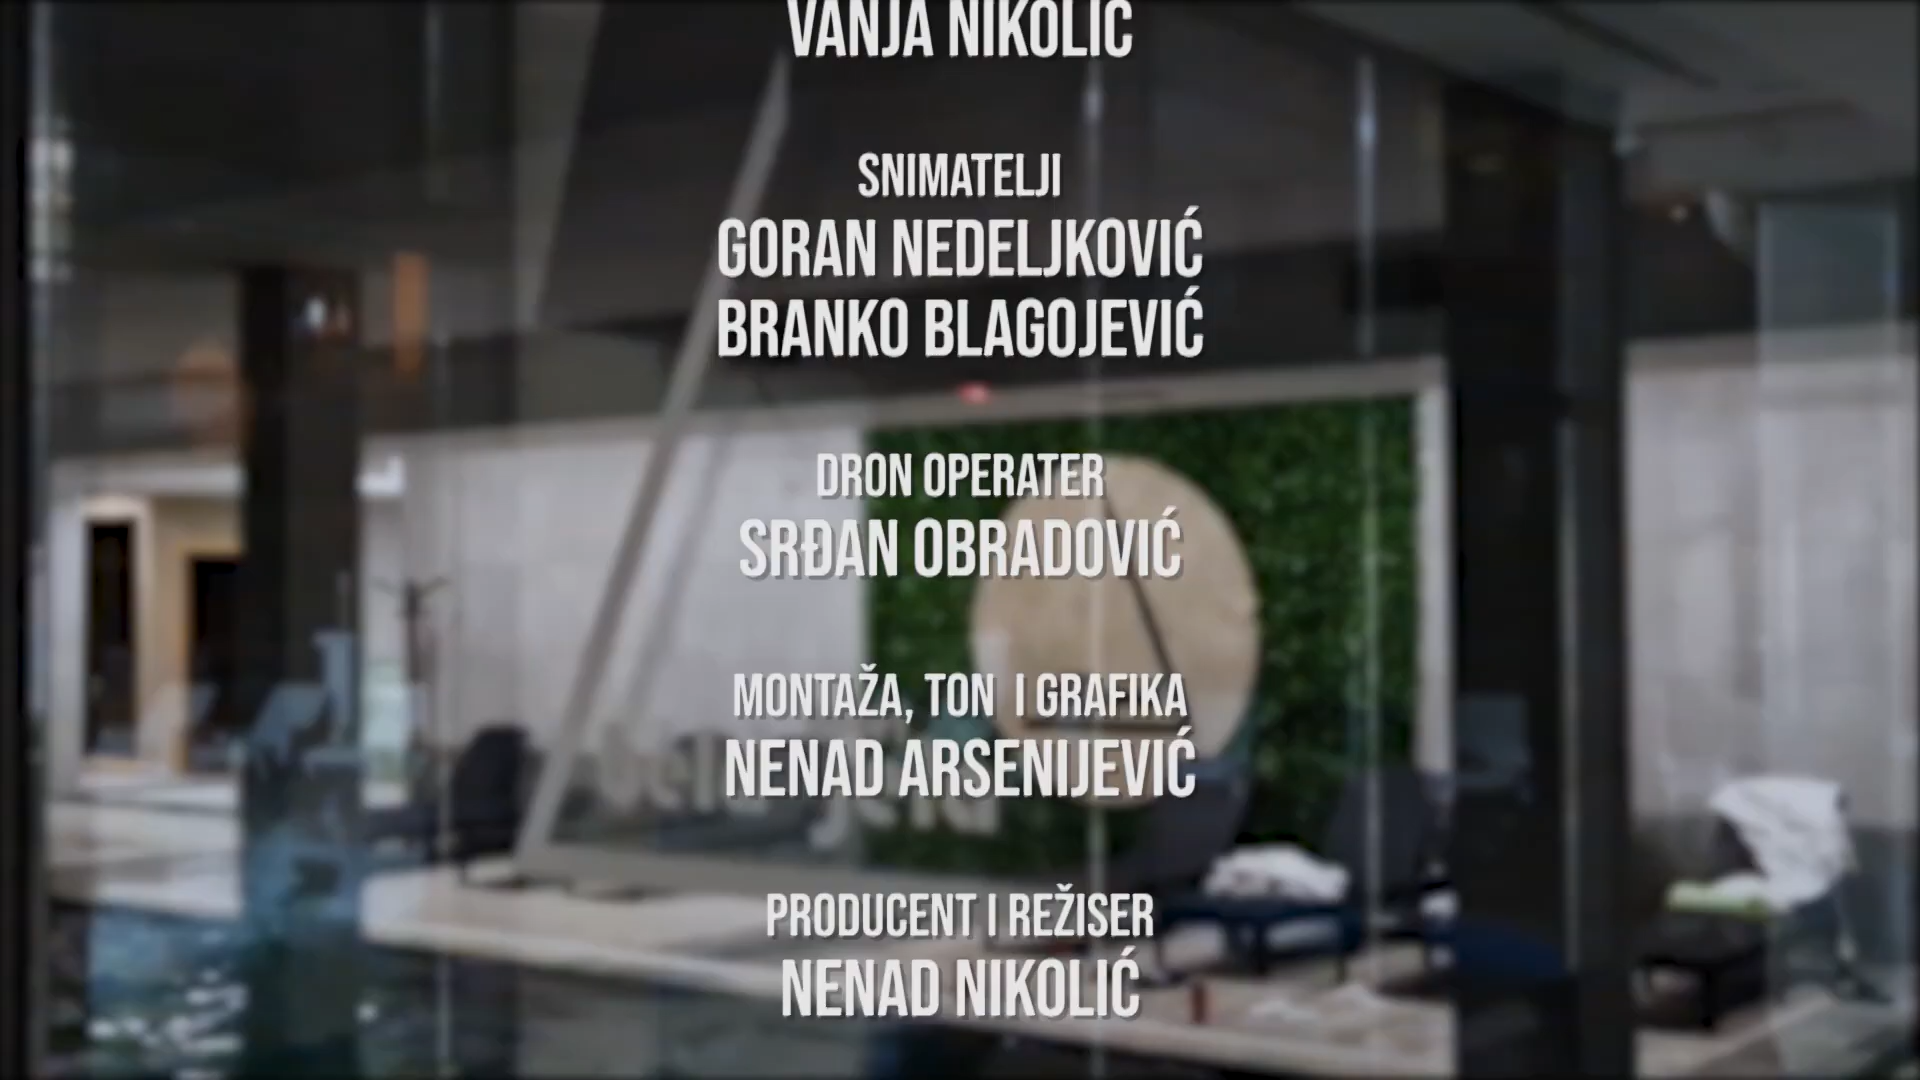 VANJA NIKOLIĆ
SNIMATELJI
GORAN NEDELJKOVIĆ
BRANKO BLAGOJEVIĆ
DRON OPERATER
SRĐAN OBRADOVIĆ
MONTAŽA, TON I GRAFIKA
NENAD ARSENIJEVIĆ
PRODUCENT I REŽISER
NENAD NIKOLIĆ